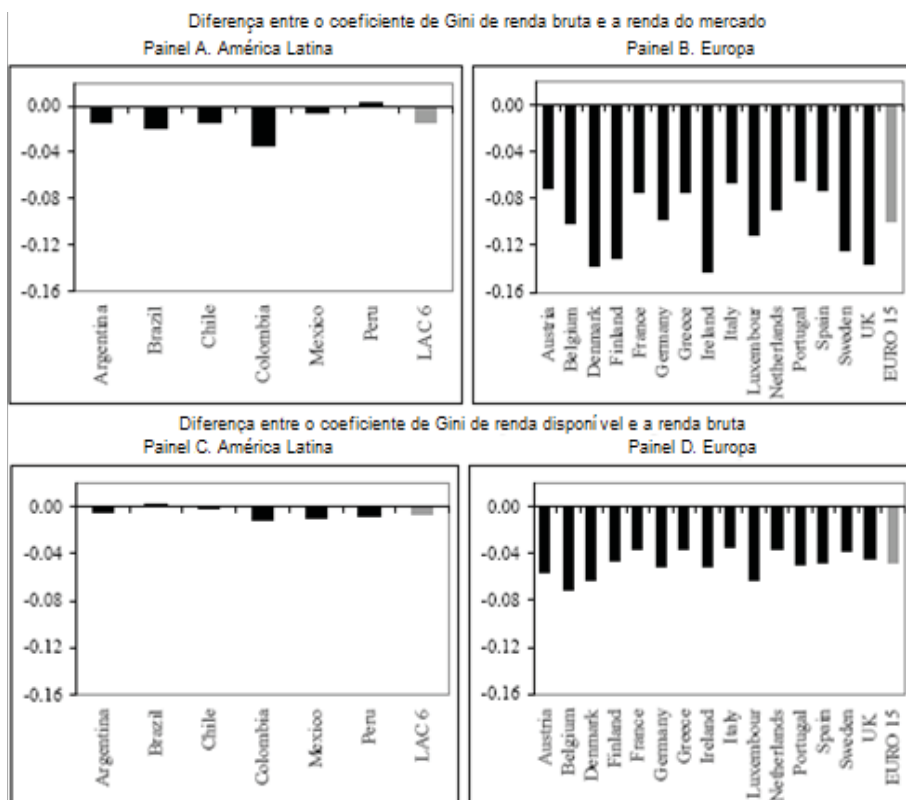 Diferença entre o coeficiente de Gini de renda bruta e a renda do mercado
Painel A. América Latina
0.00
-0.04
-0.08
-0.12
-0.16
Argentina
Brazil
Chile
Colombia
Mexico
Peru
LAC 6
Painel B. Europa
0.00
-0.04
-0.08
-0.12
-0.16
Austria
Belgium
Denmark
Finland
France
Germany
Greece
Ireland
Italy
Luxembour
Netherlands
Portugal
Spain
Sweden
UK
EURO 15
Diferença entre o coeficiente de Gini de renda disponível e a renda bruta
Painel C. América Latina
0.00
-0.04
-0.08
-0.12
-0.16
Argentina
Brazil
Chile
Colombia
Mexico
Peru
LAC 6
Painel D. Europa
0.00
-0.04
-0.08
-0.12
-0.16
Austria
Belgium
Denmark
Finland
France
Germany
Greece
Ireland
Italy
Luxembour
Netherlands
Portugal
Spain
Sweden
UK
EURO 15